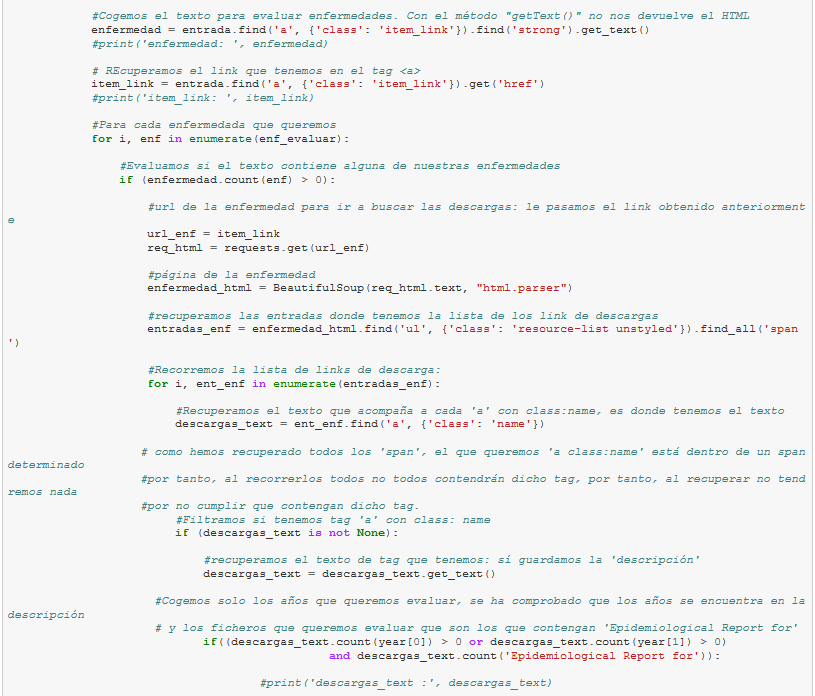 #Cogemos el texto para evaluar enfermedades. Con el método "getText()" no nos devuelve el HTML
enfermedad = entrada.find('a', {'class': 'item_link'}).find('strong').get_text()
#print('enfermedad: ', enfermedad)
# REcuperamos el link que tenemos en el tag <a>
item_link = entrada.find('a', {'class': 'item_link'}).get('href')
#print('item_link: ', item_link)
#Para cada enfermedada que queremos
for i, enf in enumerate(enf_evaluar):
#Evaluamos si el texto contiene alguna de nuestras enfermedades
if (enfermedad.count(enf) > 0):
#url de la enfermedad para ir a buscar las descargas: le pasamos el link obtenido anteriorment
e
url_enf = item_link
req_html = requests.get(url_enf)
#página de la enfermedad
enfermedad_html = BeautifulSoup(req_html.text, "html.parser")
#recuperamos las entradas donde tenemos la lista de los link de descargas
entradas_enf = enfermedad_html.find('ul', {'class': 'resource-list unstyled'}).find_all('span
')
#Recorremos la lista de links de descarga:
for i, ent_enf in enumerate(entradas_enf):
#Recuperamos el texto que acompaña a cada 'a' con class:name, es donde tenemos el texto
descargas_text = ent_enf.find('a', {'class': 'name'})
# como hemos recuperado todos los 'span', el que queremos 'a class:name' está dentro de un span
determinado
#por tanto, al recorrerlos todos no todos contendrán dicho tag, por tanto, al recuperar no tend
remos nada
#por no cumplir que contengan dicho tag.
#Filtramos si tenemos tag 'a' con class: name
if (descargas_text is not None):
#recuperamos el texto de tag que tenemos: sí guardamos la 'descripción'
descargas_text = descargas_text.get_text()
#Cogemos solo los años que queremos evaluar, se ha comprobado que los años se encuentra en la
descripción
# y los ficheros que queremos evaluar que son los que contengan 'Epidemiological Report for'
if((descargas_text.count(year[0]) > 0 or descargas_text.count(year[1]) > 0)
and descargas_text.count('Epidemiological Report for')):
#print('descargas_text :', descargas_text)